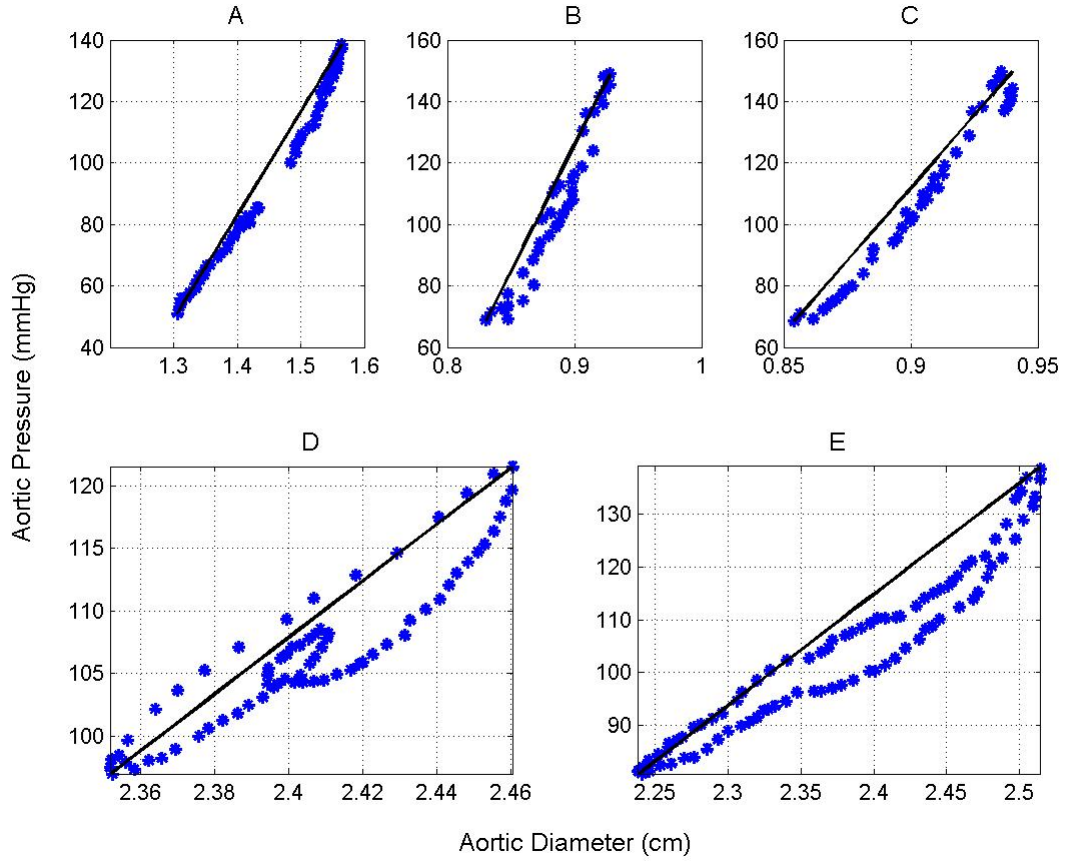 A B C
140 160 160
120 140 140
100 120 120
80 100 100
60 80 80
40 60 60
1.3 1.4 1.5 1.6 0.8 0.9 1 0.85 0.9 0.95
Aortic Pressure (mmHg)
D E
120 130
115 120
110 110
105 100
100 90
2.36 2.38 2.4 2.42 2.44 2.46 2.25 2.3 2.35 2.4 2.45 2.5
Aortic Diameter (cm)